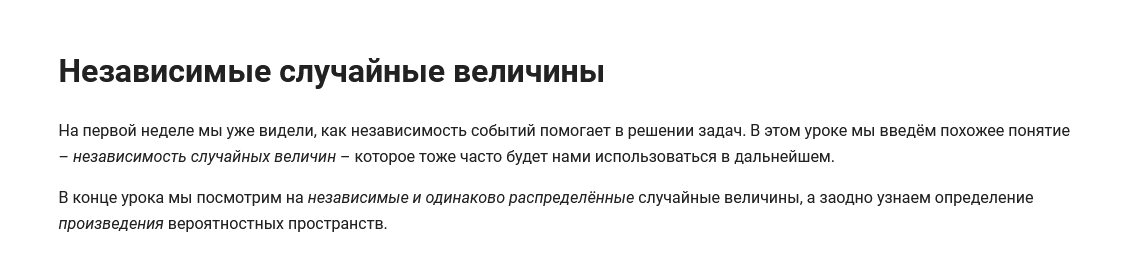 Независимые случайные величины
На первой неделе мы уже видели, как независимость событий помогает в решении задач. В этом уроке мы введём похожее понятие
– независимость случайных величин – которое тоже часто будет нами использоваться в дальнейшем.
В конце урока мы посмотрим на независимые и одинаково распределённые случайные величины, а заодно узнаем определение
произведения вероятностных пространств.